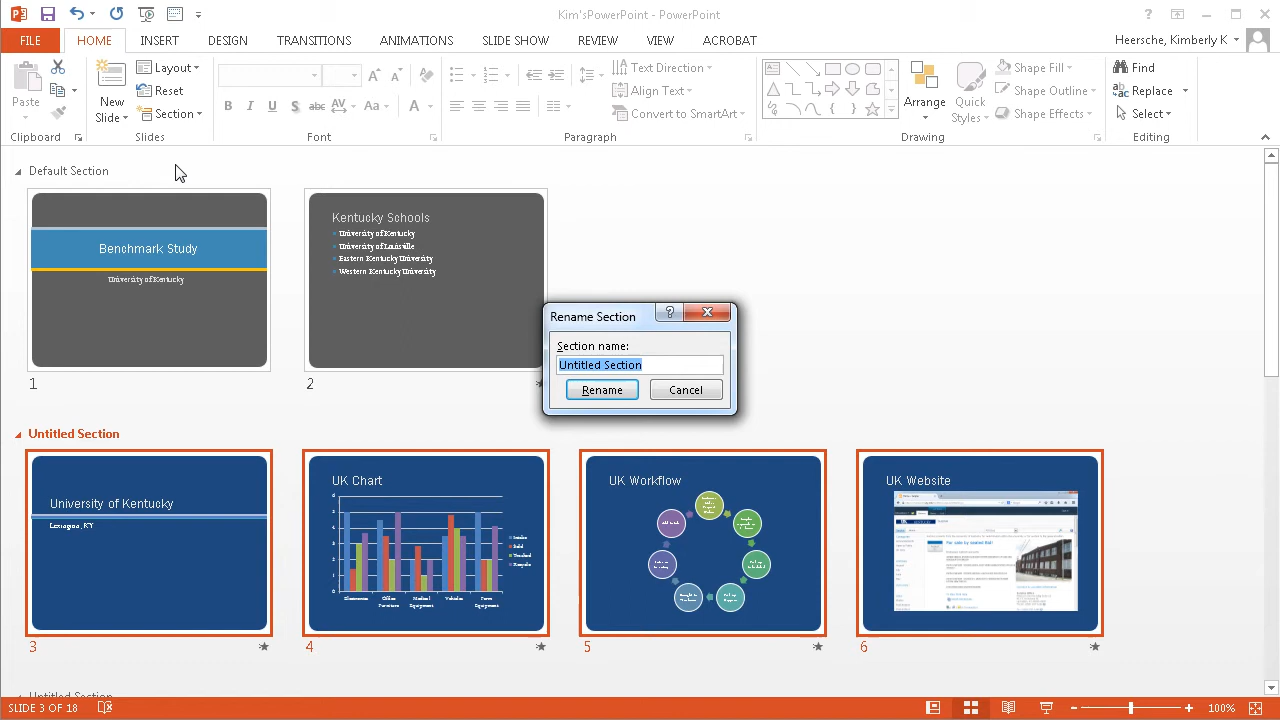 Kim'sPowerPoint - PowerPoint
FILE HOME INSERT DESIGN TRANSITIONS ANIMATIONS SLIDE SHOW REVIEW VIEW ACROBAT Heersche, Kimberly K
Paste
New
Slide
Layout
Reset
Section
B I U S abc AV Aa A
Text Direction
Align Text
Convert to SmartArt
Arrange
Quick
Styles
Shape Fill
Shape Outline
Shape Effects
Find
Replace
Select
Clipboard Slides Font Paragraph Drawing Editing
Default Section
Benchmark Study
University of Kentucky
1
Kentucky Schools
University of Kentucky
University of Louisville
Eastern Kentucky University
Western Kentucky University
2
Rename Section
Section name:
Untitled Section
Rename Cancel
Untitled Section
University of Kentucky
Lexington, KY
3
UK Chart
4
UK Workflow
5
UK Website
6
Untitled Section
SLIDE 3 OF 18
100%